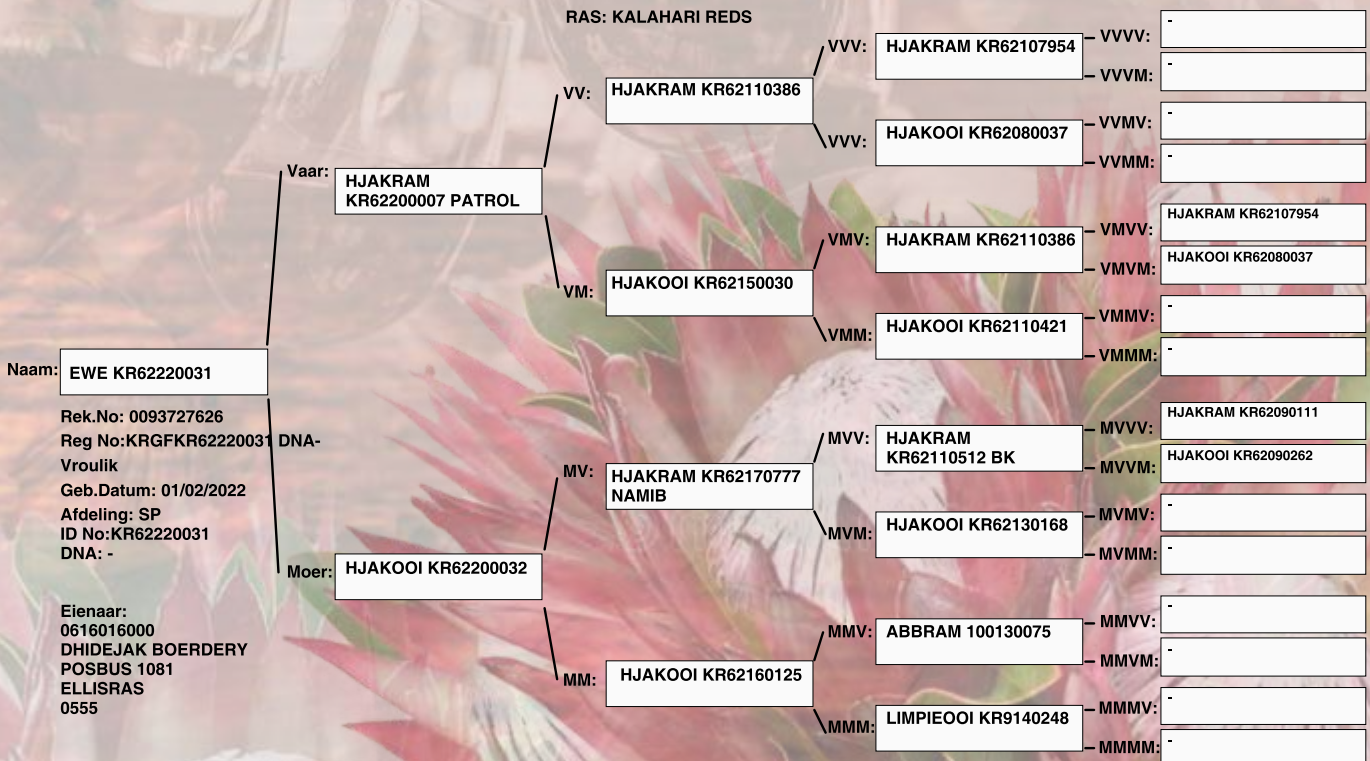 RAS: KALAHARI REDS
Naam:
EWE KR62220031
Rek.No: 0093727626
Reg No:KRGFKR62220031 DNA-
Vroulik
Geb.Datum: 01/02/2022
Afdeling: SP
ID No:KR62220031
DNA: -
Eienaar:
0616016000
DHIDEJAK BOERDERY
POSBUS 1081
ELLISRAS
0555
Vaar:
HJAKRAM
KR62200007 PATROL
Moer:
HJAKOOI KR62200032
VV:
HJAKRAM KR62110386
VM:
HJAKOOI KR62150030
MV:
HJAKRAM KR62170777
NAMIB
MM:
HJAKOOI KR62160125
VVV:
HJAKRAM KR62107954
VVV:
HJAKOOI KR62080037
VMV:
HJAKRAM KR62110386
VMM:
HJAKOOI KR62110421
MVV:
HJAKRAM
KR62110512 BK
MVM:
HJAKOOI KR62130168
MMV:
ABBRAM 100130075
MMM:
LIMPIEOOI KR9140248
VVVV:
-
VVVM:
-
VVMV:
-
VVMM:
-
VMVV:
HJAKRAM KR62107954
VMVM:
HJAKOOI KR62080037
VMMV:
-
VMMM:
-
MVVV:
HJAKRAM KR62090111
MVVM:
HJAKOOI KR62090262
MVMV:
-
MVMM:
-
MMVV:
-
MMVM:
-
MMMV:
-
MMMM:
-